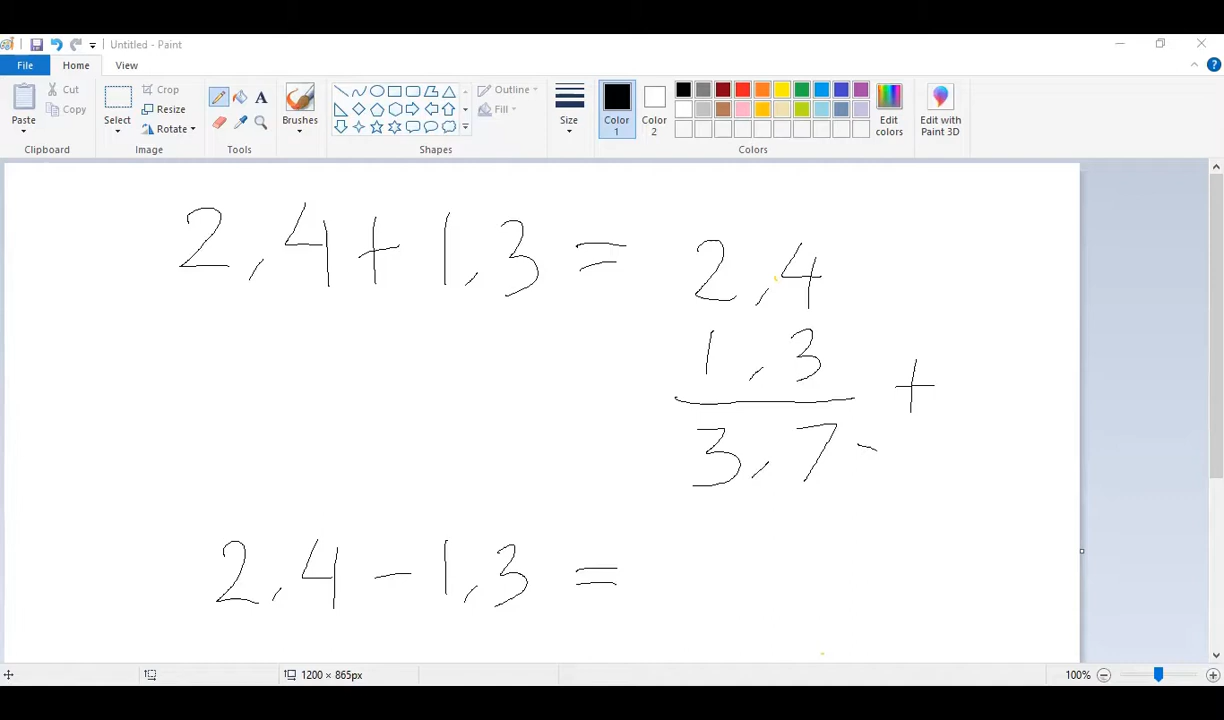 Untitled - Paint
File Home View
Paste
Cut
Copy
Clipboard
Select
Crop
Resize
Rotate
Image
A
Tools
Brushes
Shapes
Outline
Fill
Size
Color 1
Color 2
Edit colors
Edit with Paint 3D
Colors
2,4 + 1,3 =
2,4
1,3 +
3,7
2,4 - 1,3 =
1200 × 865px
100%